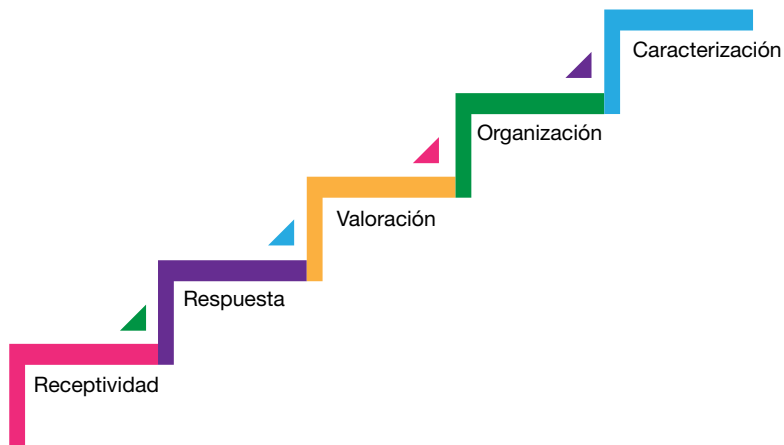 Caracterización
Organización
Valoración
Respuesta
Receptividad